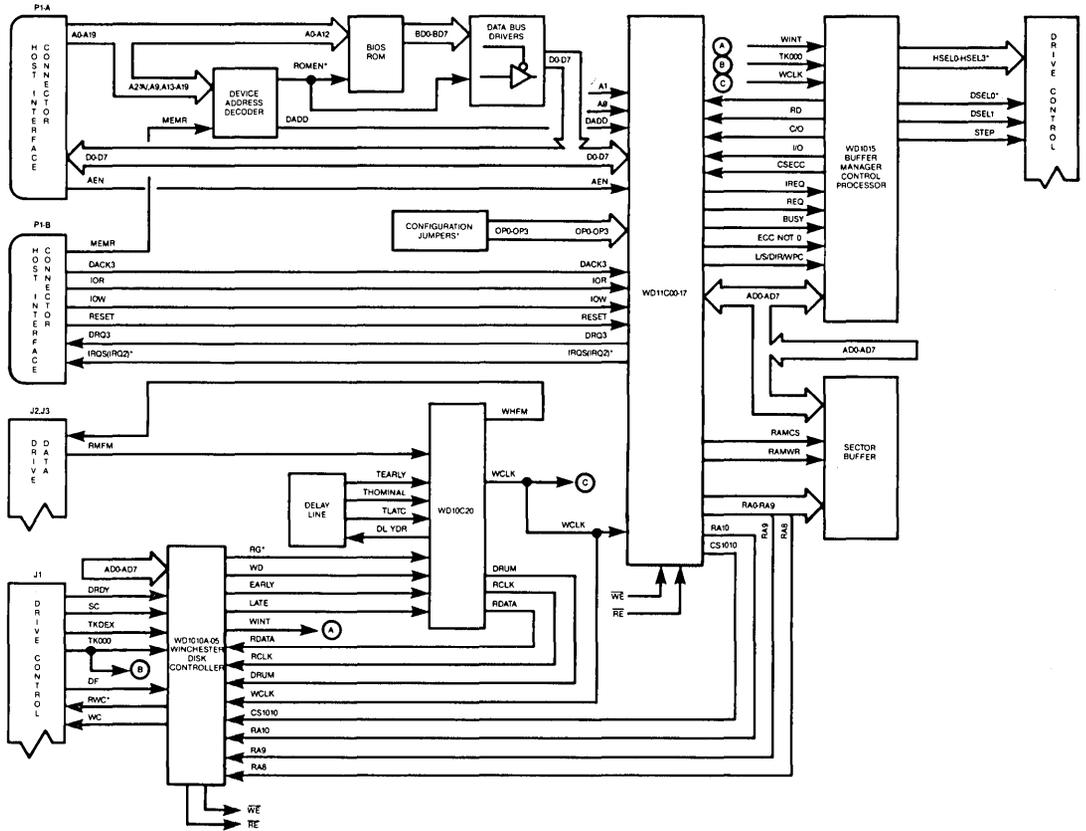 P1-A
HOST INTERFACE
CONNECTOR
A0-A19
A0-A12
BIOS
ROM
BD0-BD7
DATA BUS
DRIVERS
D0-D7
ROMEN*
A13-A19
DEVICE
ADDRESS
DECODER
MEMR
DADD
D0-D7
D0-D7
AEN
AEN
A1
A0
DADD
P1-B
HOST INTERFACE
CONNECTOR
MEMR
CONFIGURATION
JUMPERS*
OP0-OP3
OP0-OP3
DACK3
DACK3
IOR
IOR
IOW
IOW
RESET
RESET
DRQ3
DRQ3
IRQ5(IRQ2)*
IRQ5(IRQ2)*
WD11C00-17
A
WINT
B
TK000
C
WCLK
RD
C/O
I/O
CSECC
IREQ
REQ
BUSY
ECC NOT 0
L/S/DIR/WPC
AD0-AD7
WD1015
BUFFER
MANAGER
CONTROL
PROCESSOR
HSEL0-HSEL3*
DSEL0*
DSEL1
STEP
DRIVE CONTROL
AD0-AD7
RAMCS
RAMWR
RA0-RA9
SECTOR
BUFFER
J2,J3
DRIVE
DATA
WHFM
RMFM
DELAY
LINE
TEARLY
THOMINAL
TLATC
DL YDR
WD10C20
WCLK
C
WCLK
DRUM
RCLK
RDATA
RA10
CS1010
RA9
RA8
WE
RE
J1
DRIVE CONTROL
AD0-AD7
DRDY
SC
TKDEX
TK000
B
DF
RWC*
WC
WD1010A-05
WINCHESTER
DISK
CONTROLLER
RG*
WD
EARLY
LATE
WINT
A
RDATA
RCLK
DRUM
WCLK
CS1010
RA10
RA9
RA8
WE
RE